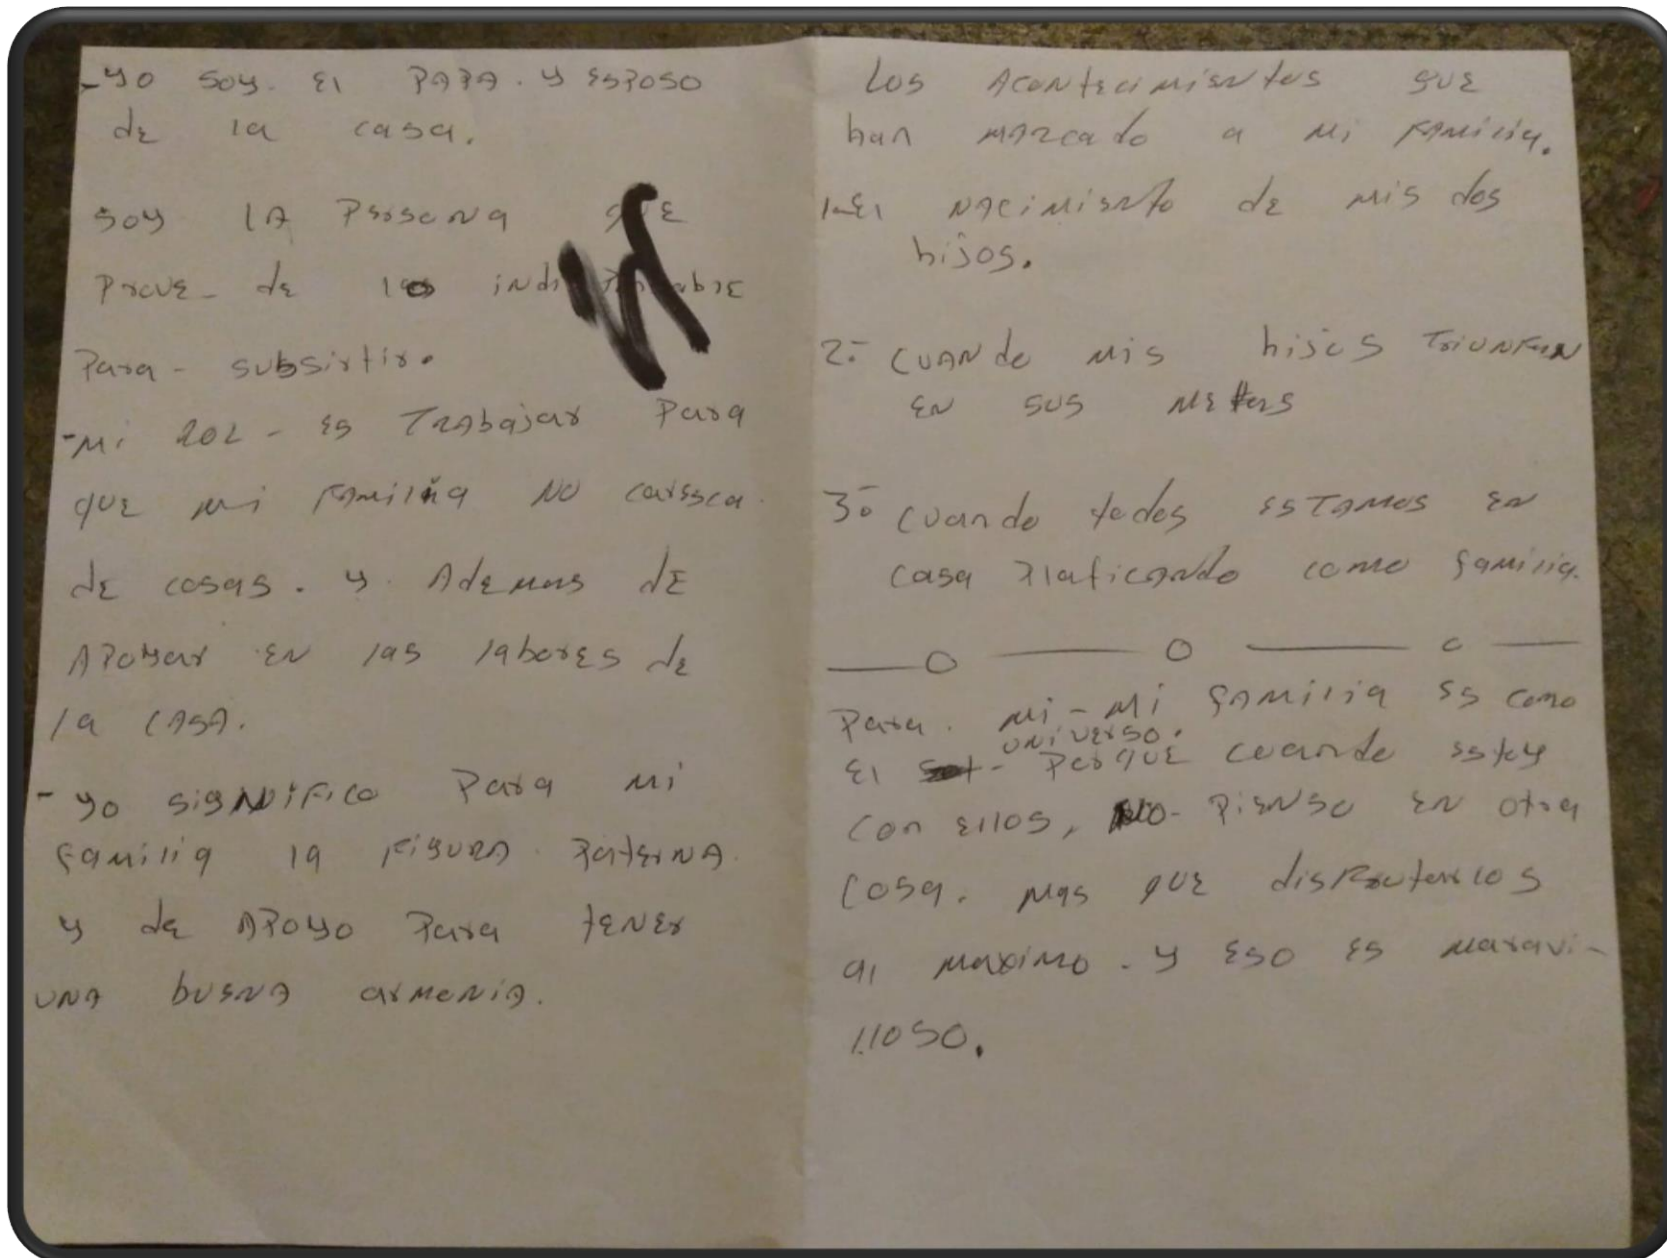 - yo soy. El PAPA. y Esposo
de la casa.
soy LA Persona que
Prove - de lo indispensable
Para - subsirtir.
- Mi ROL - es TRAbajar Para
que mi FAMiliA NO caressca.
de cosas. y. Ademas de
APoyar EN las labores de
la CASA.
- yo sigNiFico Para mi
familia la FiguRA Paterna.
y de APoyo Para tener
UNA buena armoniA.
Los Acontecimientos que
han marcado a mi familia.
1- El Nacimiento de mis dos
hijos.
2.- CUANdo mis hijos TriunFan
EN sus Metas
3.- Cuando todos ESTAMOS EN
casa PlaticANdo como familia.
Para. mi - mi familia es como
universo.
El - Porque cuando estoy
con ellos, No - PiENso EN otra
cosa. mas que disFrutarlos
al maximo. y eso es maravi-
lloso.